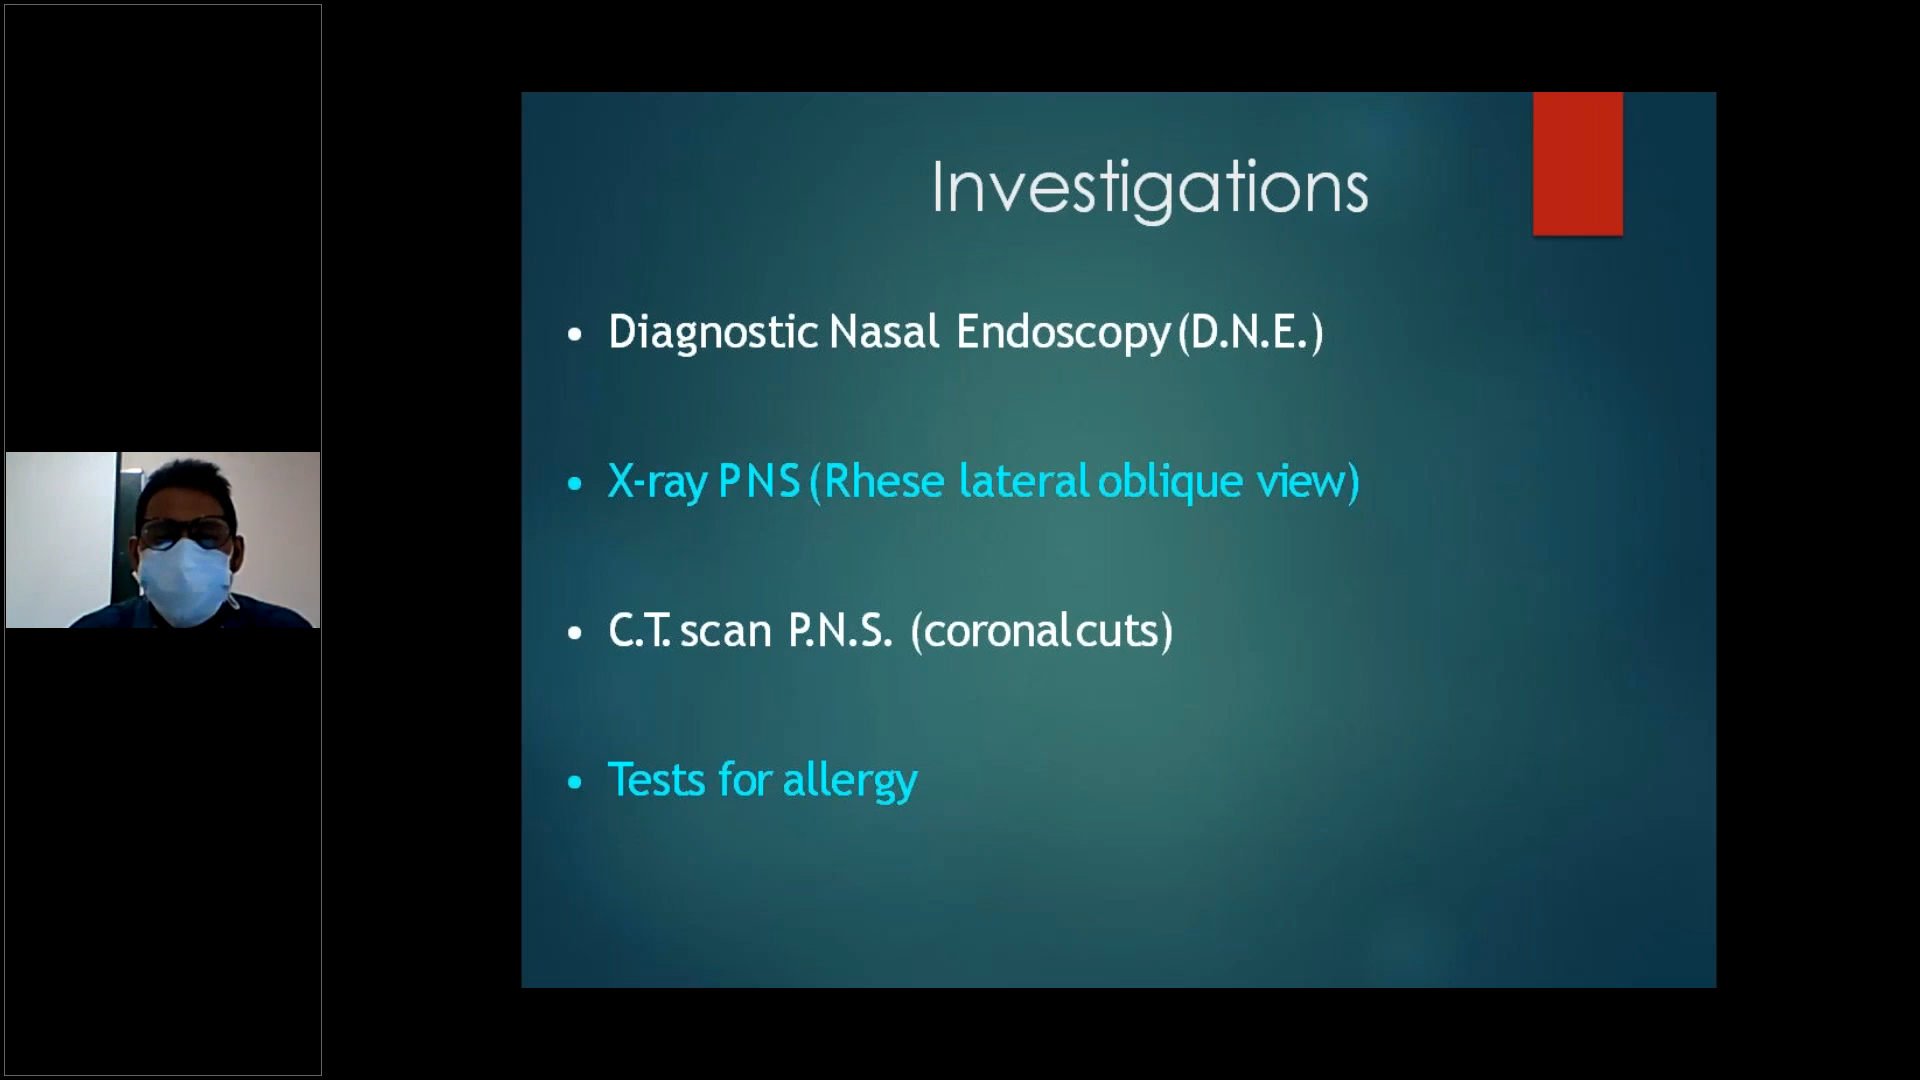 Investigations
• Diagnostic Nasal Endoscopy (D.N.E.)
• X-ray PNS (Rhese lateral oblique view)
• C.T. scan P.N.S. (coronal cuts)
• Tests for allergy